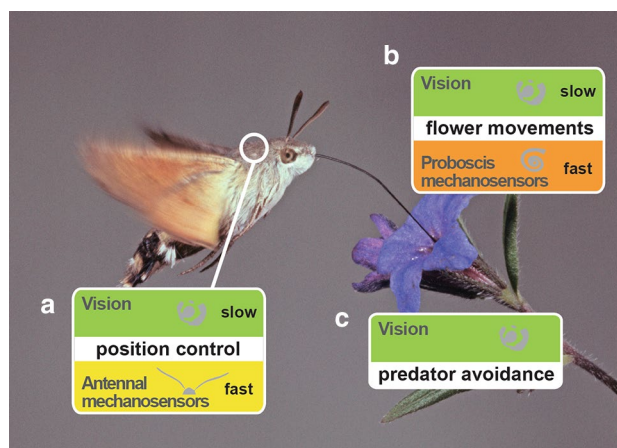 b
Vision slow
flower movements
Proboscis
mechanosensors fast
a
Vision slow
position control
Antennal
mechanosensors fast
c
Vision
predator avoidance